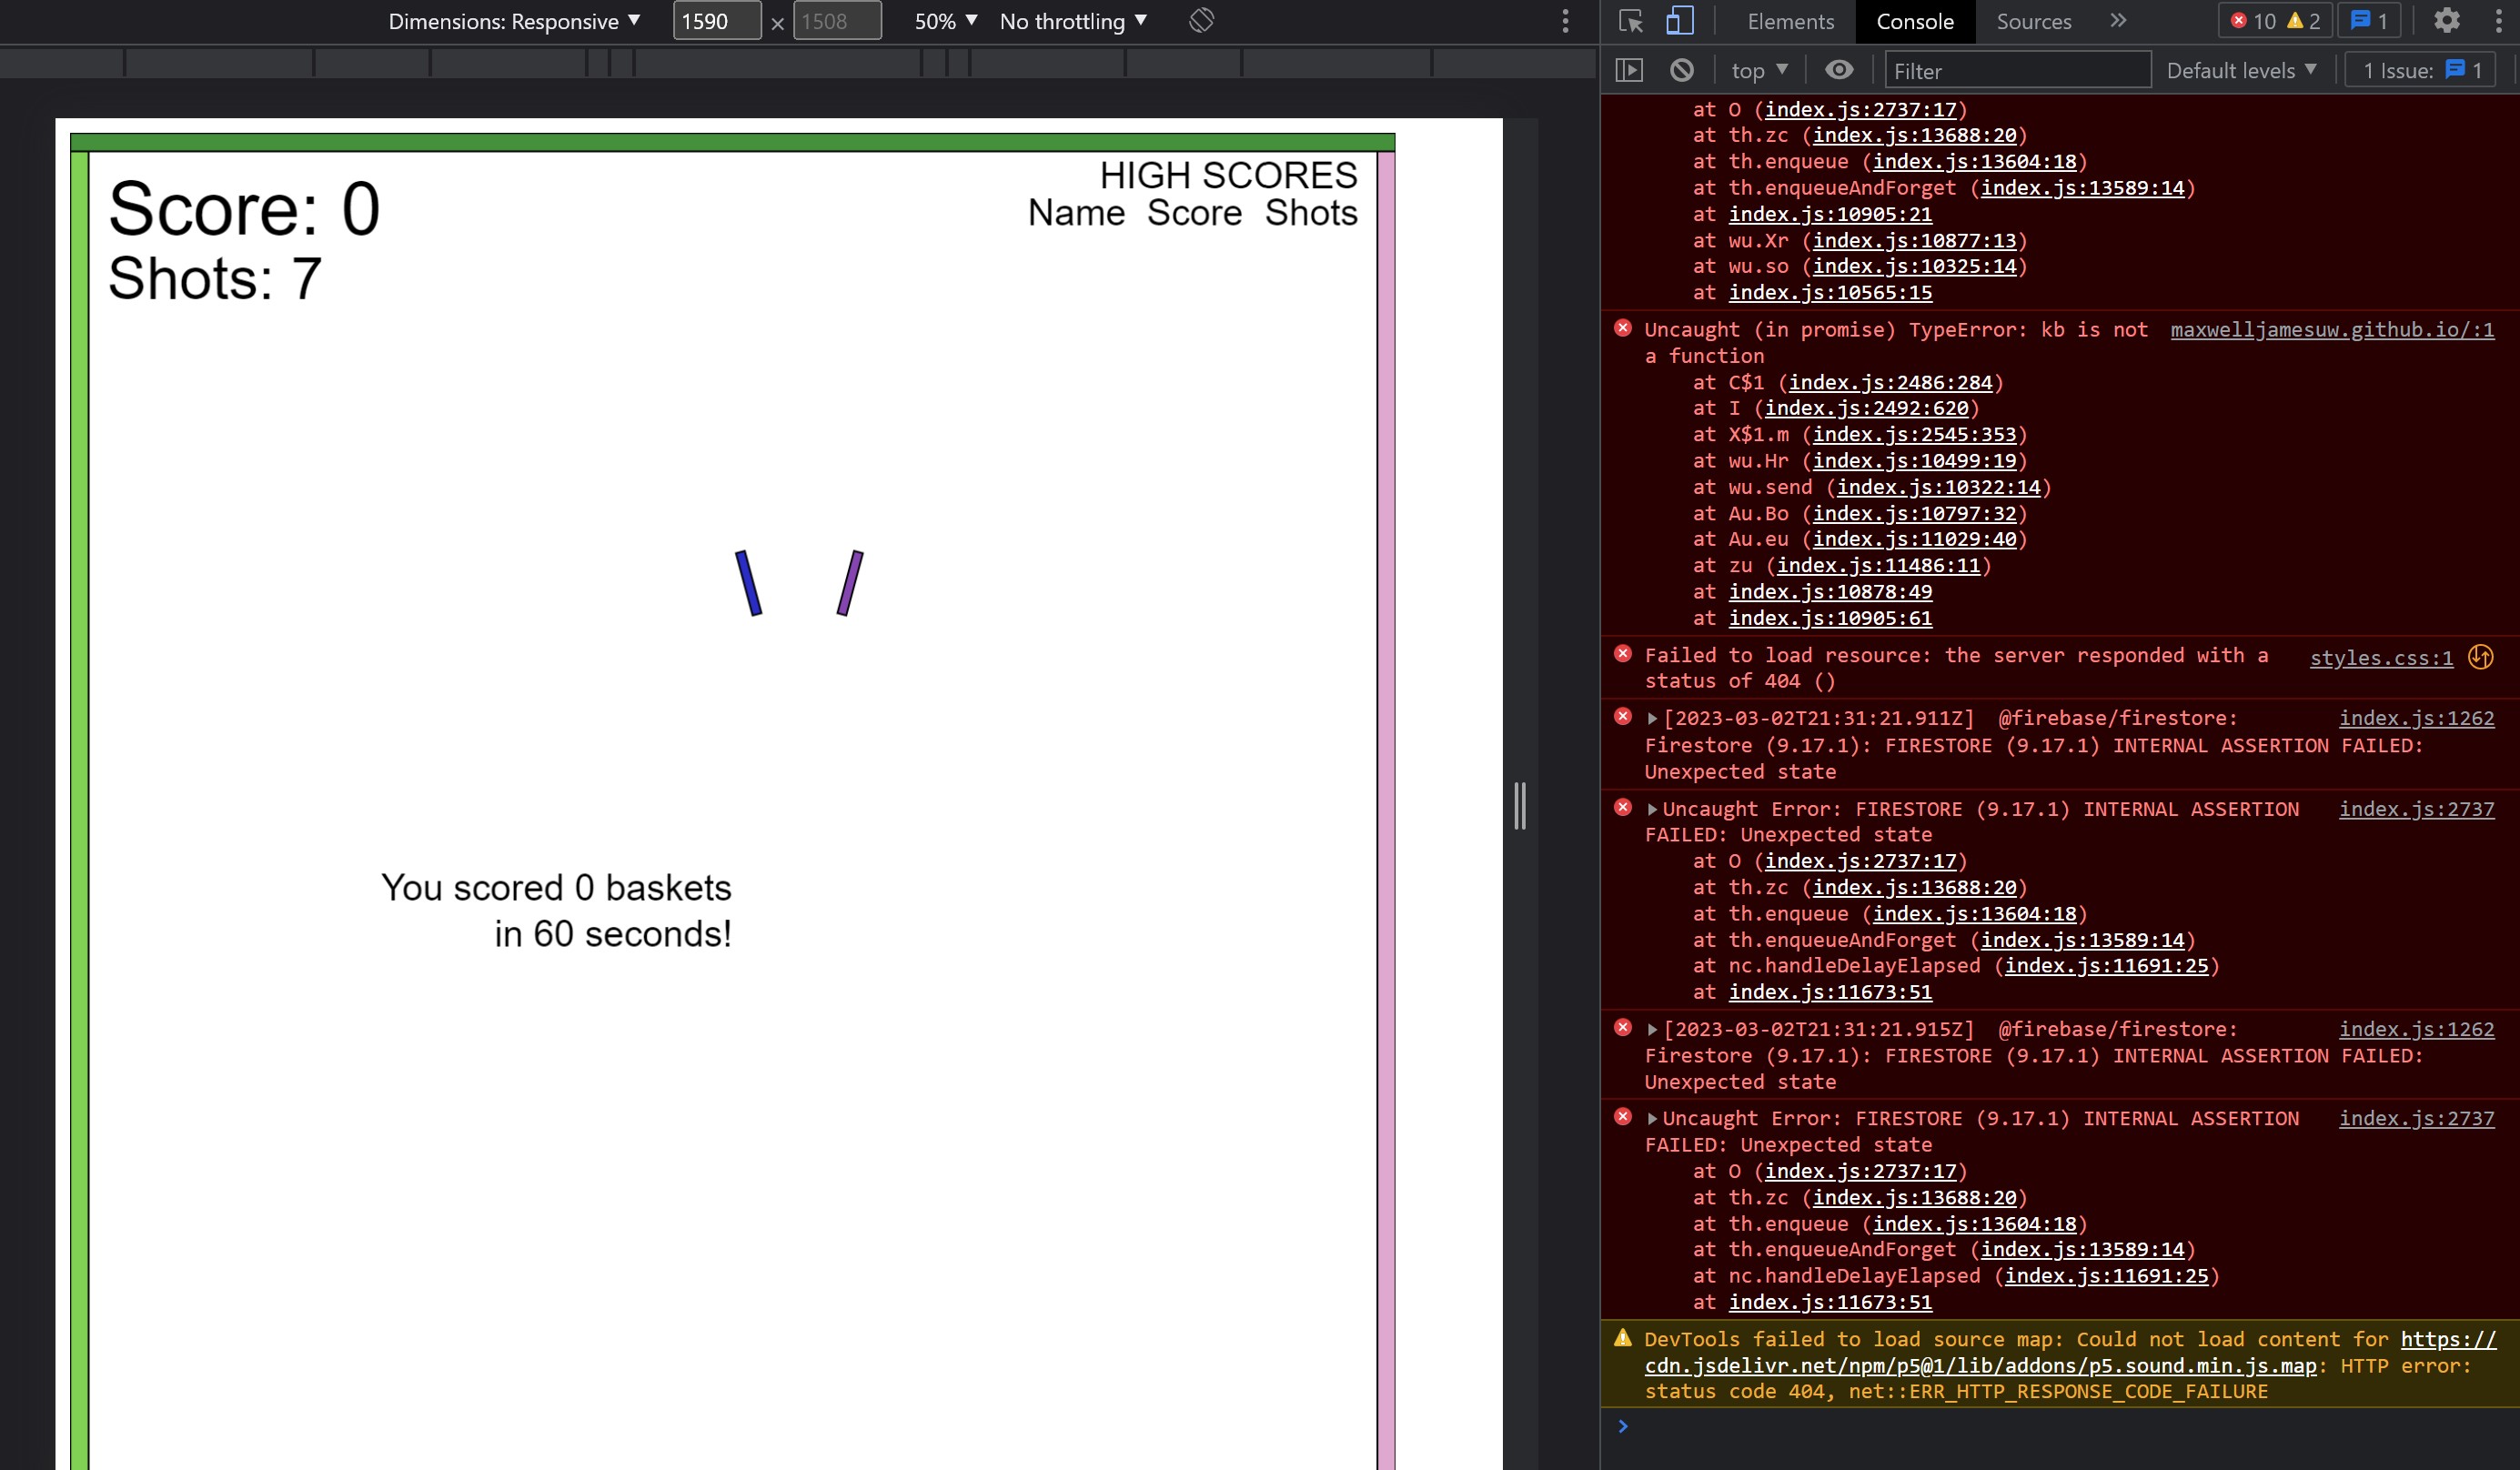 Dimensions: Responsive ▼ 1590 × 1508 50% ▼ No throttling ▼
Score: 0
Shots: 7
HIGH SCORES
Name Score Shots
You scored 0 baskets
in 60 seconds!
Elements Console Sources » 10 2 1
top ▼ Filter Default levels ▼ 1 Issue: 1
at O (index.js:2737:17)
at th.zc (index.js:13688:20)
at th.enqueue (index.js:13604:18)
at th.enqueueAndForget (index.js:13589:14)
at index.js:10905:21
at wu.Xr (index.js:10877:13)
at wu.so (index.js:10325:14)
at index.js:10565:15
Uncaught (in promise) TypeError: kb is not maxwelljamesuw.github.io/:1
a function
at C$1 (index.js:2486:284)
at I (index.js:2492:620)
at X$1.m (index.js:2545:353)
at wu.Hr (index.js:10499:19)
at wu.send (index.js:10322:14)
at Au.Bo (index.js:10797:32)
at Au.eu (index.js:11029:40)
at zu (index.js:11486:11)
at index.js:10878:49
at index.js:10905:61
Failed to load resource: the server responded with a styles.css:1
status of 404 ()
[2023-03-02T21:31:21.911Z] @firebase/firestore: index.js:1262
Firestore (9.17.1): FIRESTORE (9.17.1) INTERNAL ASSERTION FAILED:
Unexpected state
Uncaught Error: FIRESTORE (9.17.1) INTERNAL ASSERTION index.js:2737
FAILED: Unexpected state
at O (index.js:2737:17)
at th.zc (index.js:13688:20)
at th.enqueue (index.js:13604:18)
at th.enqueueAndForget (index.js:13589:14)
at nc.handleDelayElapsed (index.js:11691:25)
at index.js:11673:51
[2023-03-02T21:31:21.915Z] @firebase/firestore: index.js:1262
Firestore (9.17.1): FIRESTORE (9.17.1) INTERNAL ASSERTION FAILED:
Unexpected state
Uncaught Error: FIRESTORE (9.17.1) INTERNAL ASSERTION index.js:2737
FAILED: Unexpected state
at O (index.js:2737:17)
at th.zc (index.js:13688:20)
at th.enqueue (index.js:13604:18)
at th.enqueueAndForget (index.js:13589:14)
at nc.handleDelayElapsed (index.js:11691:25)
at index.js:11673:51
DevTools failed to load source map: Could not load content for https://
cdn.jsdelivr.net/npm/p5@1/lib/addons/p5.sound.min.js.map: HTTP error:
status code 404, net::ERR_HTTP_RESPONSE_CODE_FAILURE